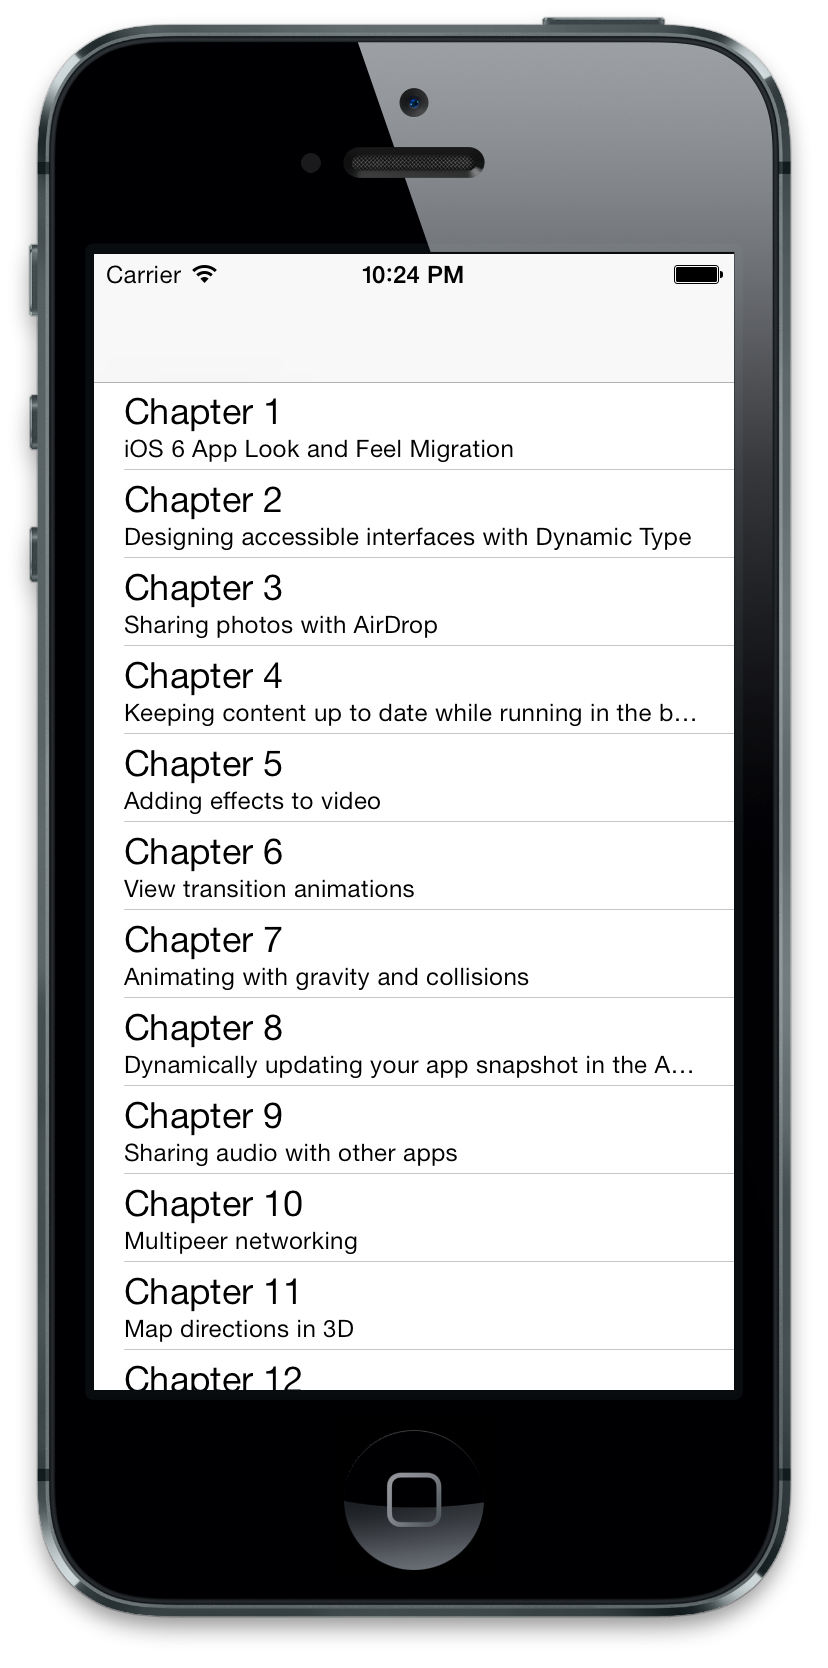 Carrier 10:24 PM
Chapter 1
iOS 6 App Look and Feel Migration
Chapter 2
Designing accessible interfaces with Dynamic Type
Chapter 3
Sharing photos with AirDrop
Chapter 4
Keeping content up to date while running in the b…
Chapter 5
Adding effects to video
Chapter 6
View transition animations
Chapter 7
Animating with gravity and collisions
Chapter 8
Dynamically updating your app snapshot in the A…
Chapter 9
Sharing audio with other apps
Chapter 10
Multipeer networking
Chapter 11
Map directions in 3D
Chapter 12